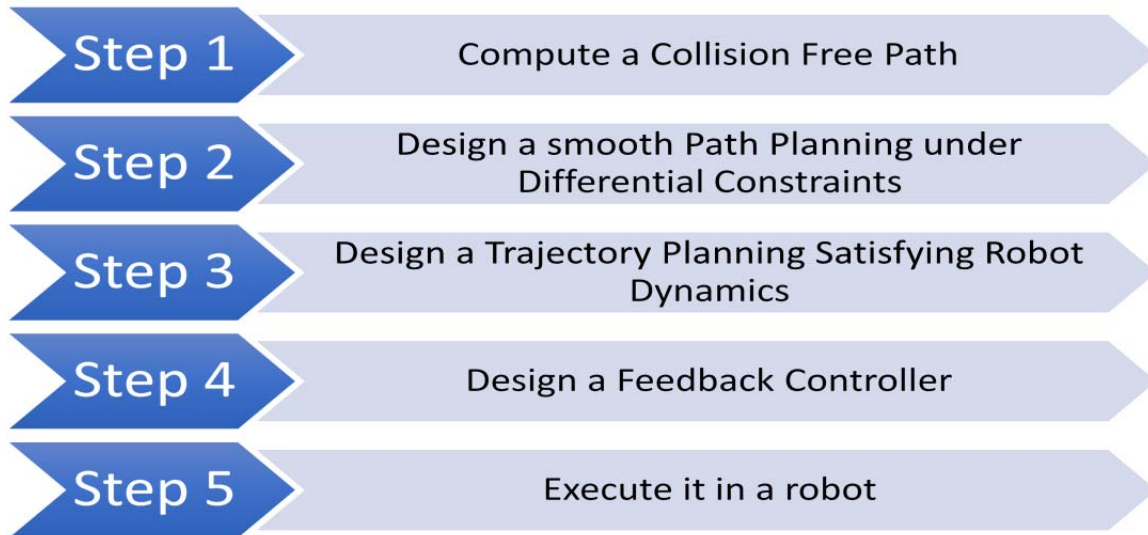 Step 1
Compute a Collision Free Path
Step 2
Design a smooth Path Planning under
Differential Constraints
Step 3
Design a Trajectory Planning Satisfying Robot
Dynamics
Step 4
Design a Feedback Controller
Step 5
Execute it in a robot